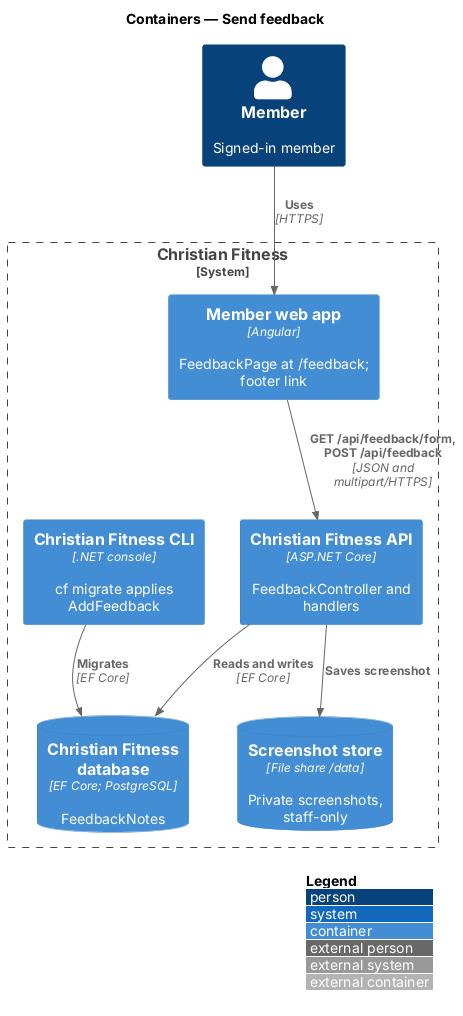 Containers — Send feedback
Member
Signed-in member
Uses
[HTTPS]
Christian Fitness
[System]
Member web app
[Angular]
FeedbackPage at /feedback;
footer link
GET /api/feedback/form,
POST /api/feedback
[JSON and
multipart/HTTPS]
Christian Fitness CLI
[.NET console]
cf migrate applies
AddFeedback
Christian Fitness API
[ASP.NET Core]
FeedbackController and
handlers
Migrates
[EF Core]
Reads and writes
[EF Core]
Saves screenshot
Christian Fitness
database
[EF Core; PostgreSQL]
FeedbackNotes
Screenshot store
[File share /data]
Private screenshots,
staff-only
Legend
person
system
container
external person
external system
external container